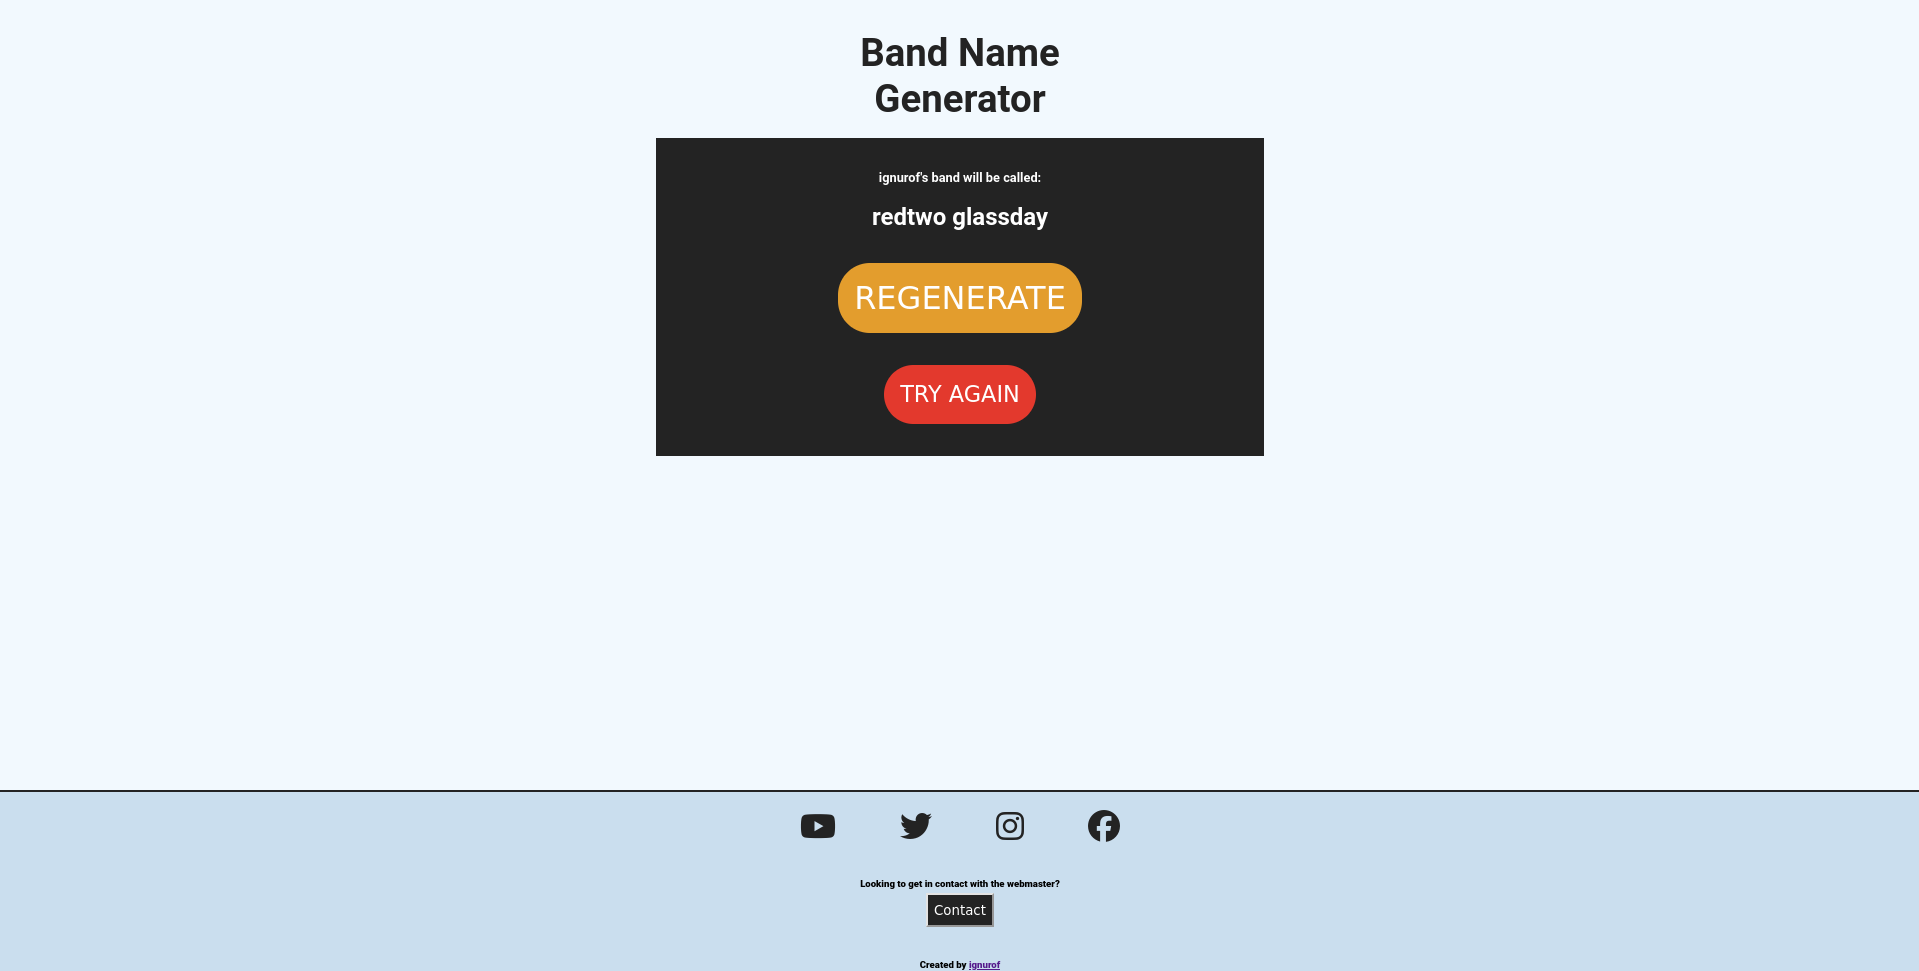 Band Name
Generator
ignurof's band will be called:
redtwo glassday
REGENERATE
TRY AGAIN
Looking to get in contact with the webmaster?
Contact
Created by ignurof